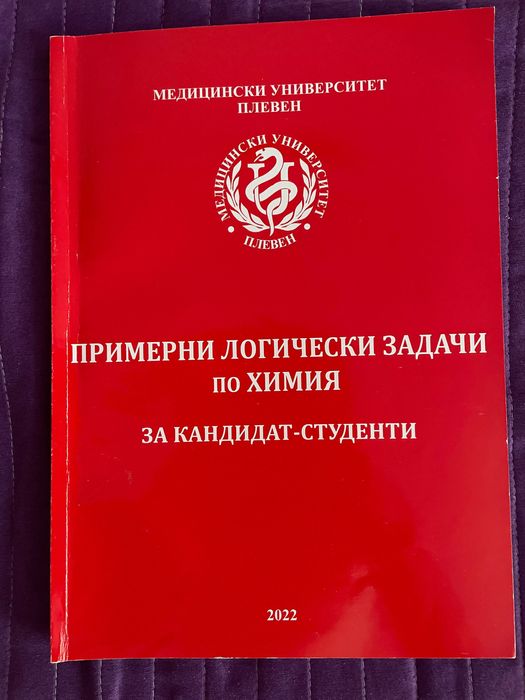 МЕДИЦИНСКИ УНИВЕРСИТЕТ
ПЛЕВЕН
МЕДИЦИНСКИ УНИВЕРСИТЕТ
• ПЛЕВЕН •
ПРИМЕРНИ ЛОГИЧЕСКИ ЗАДАЧИ
ПО ХИМИЯ
ЗА КАНДИДАТ-СТУДЕНТИ
2022